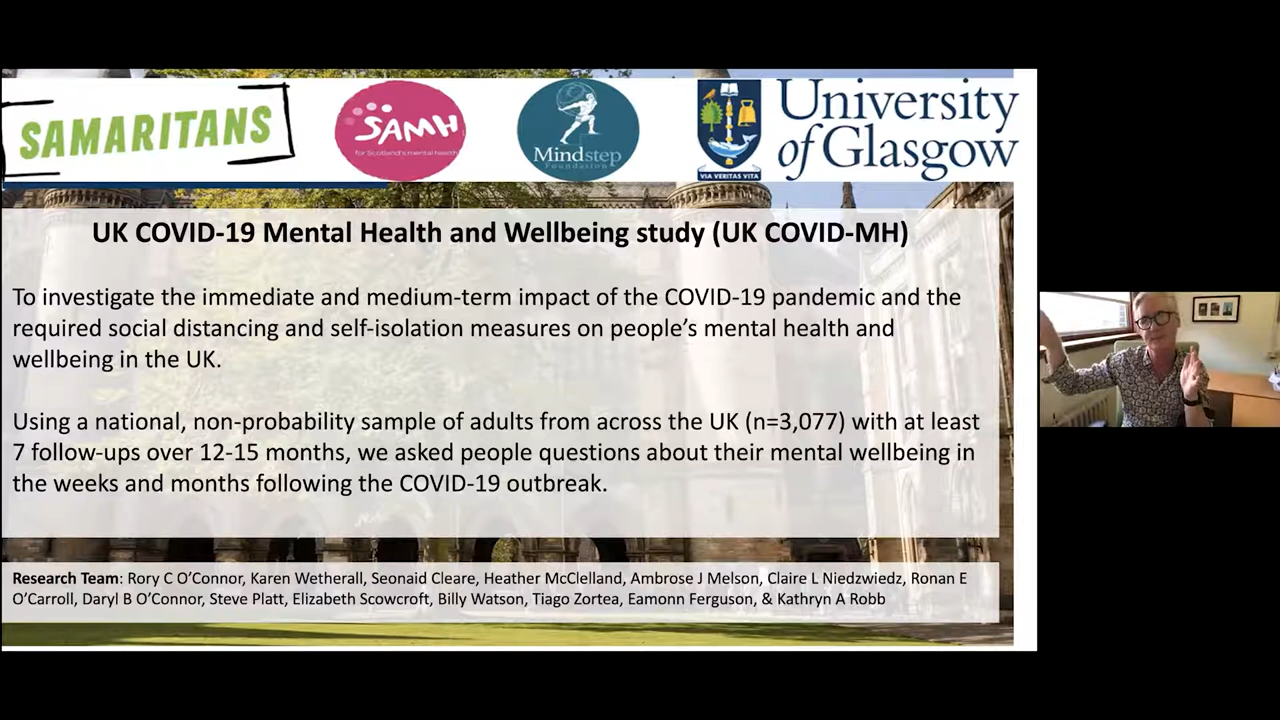 SAMARITANS
SAMH
for Scotland's mental health
Mindstep
Foundation
VIA VERITAS VITA
University
of Glasgow
UK COVID-19 Mental Health and Wellbeing study (UK COVID-MH)
To investigate the immediate and medium-term impact of the COVID-19 pandemic and the
required social distancing and self-isolation measures on people’s mental health and
wellbeing in the UK.
Using a national, non-probability sample of adults from across the UK (n=3,077) with at least
7 follow-ups over 12-15 months, we asked people questions about their mental wellbeing in
the weeks and months following the COVID-19 outbreak.
Research Team: Rory C O’Connor, Karen Wetherall, Seonaid Cleare, Heather McClelland, Ambrose J Melson, Claire L Niedzwiedz, Ronan E
O’Carroll, Daryl B O’Connor, Steve Platt, Elizabeth Scowcroft, Billy Watson, Tiago Zortea, Eamonn Ferguson, & Kathryn A Robb